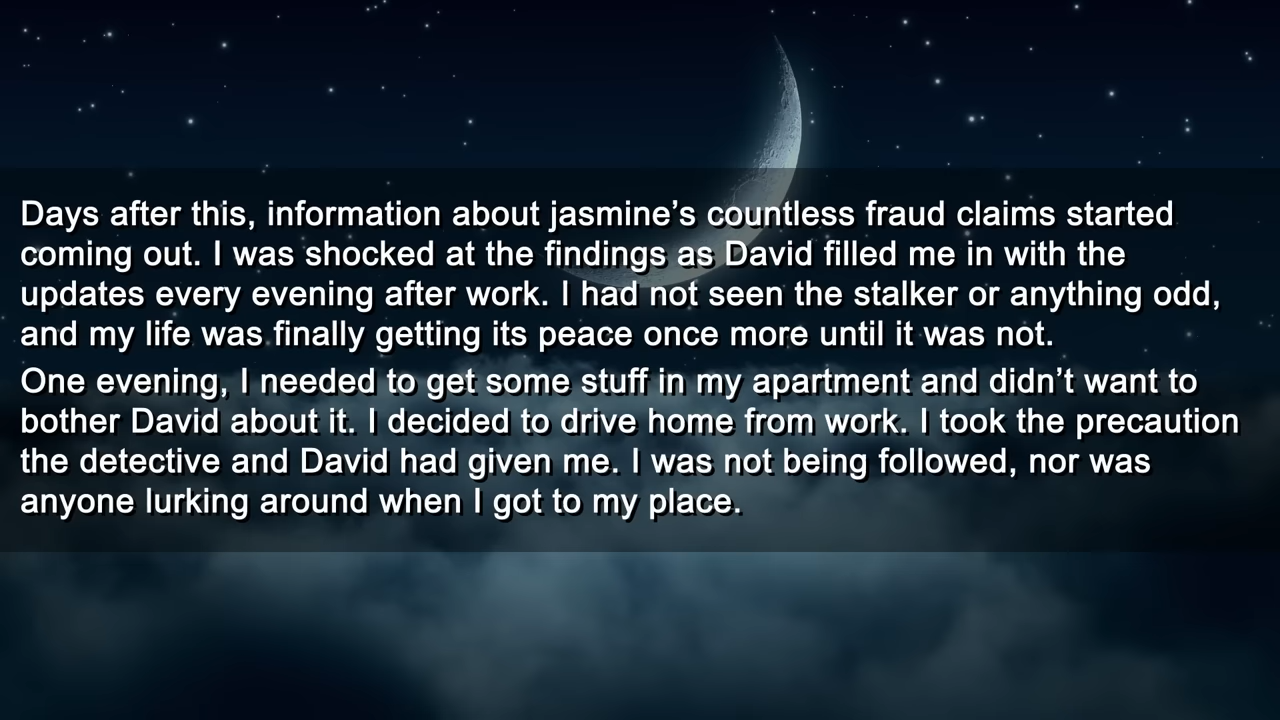 Days after this, information about jasmine’s countless fraud claims started
coming out. I was shocked at the findings as David filled me in with the
updates every evening after work. I had not seen the stalker or anything odd,
and my life was finally getting its peace once more until it was not.
One evening, I needed to get some stuff in my apartment and didn’t want to
bother David about it. I decided to drive home from work. I took the precaution
the detective and David had given me. I was not being followed, nor was
anyone lurking around when I got to my place.